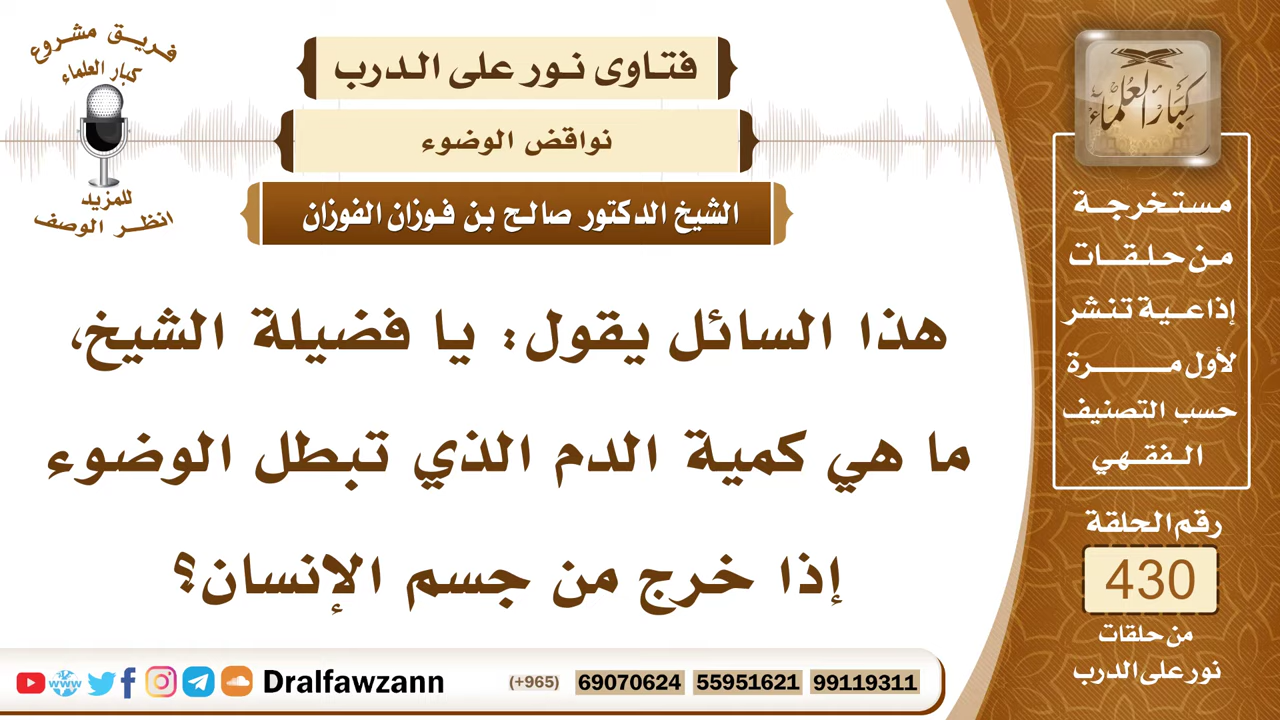 فريق مشروع
كبار العلماء
للمزيد
انظر الوصف
فتاوى نور على الدرب
نواقض الوضوء
الشيخ الدكتور صالح بن فوزان الفوزان
هذا السائل يقول: يا فضيلة الشيخ،
ما هي كمية الدم الذي تبطل الوضوء
إذا خرج من جسم الإنسان؟
كبار العلماء
مستخرجة
من حلقات
إذاعية تنشر
لأول مرة
حسب التصنيف
الفقهي
رقم الحلقة
430
من حلقات
نور على الدرب
www Dralfawzann (+965) 69070624 55951621 99119311